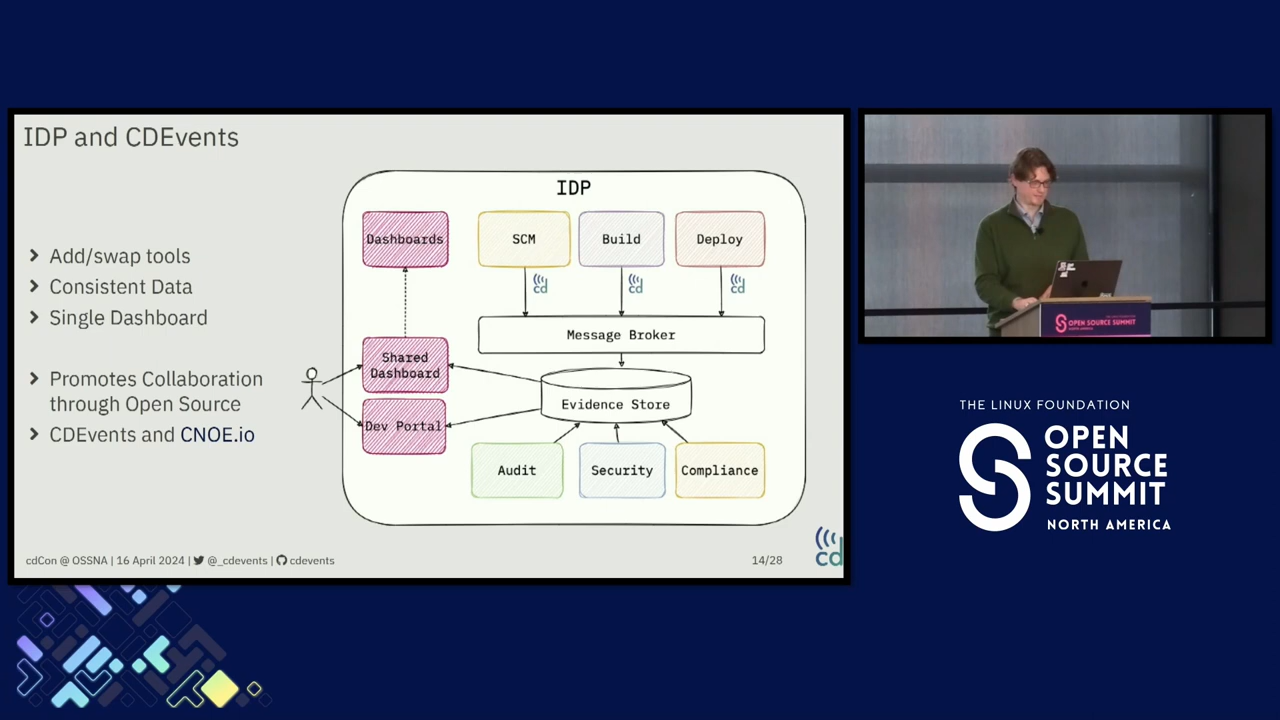 IDP and CDEvents
Add/swap tools
Consistent Data
Single Dashboard
Promotes Collaboration
through Open Source
CDEvents and CNOE.io
IDP
Dashboards
SCM
Build
Deploy
cd
cd
cd
Message Broker
Shared
Dashboard
Evidence Store
Dev Portal
Audit
Security
Compliance
cdCon @ OSSNA | 16 April 2024 | @_cdevents | cdevents
14/28
cd
OPEN SOURCE SUMMIT
THE LINUX FOUNDATION
OPEN
SOURCE
SUMMIT
NORTH AMERICA